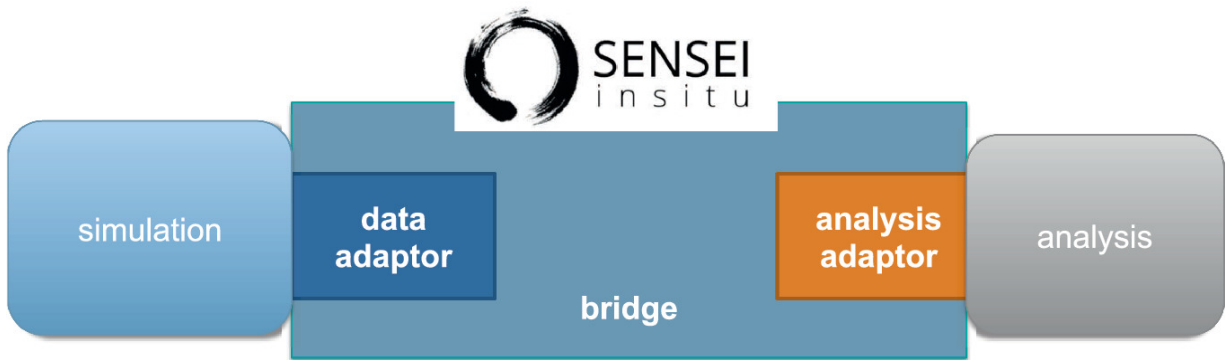 SENSEI
insitu
simulation
data
adaptor
analysis
adaptor
analysis
bridge